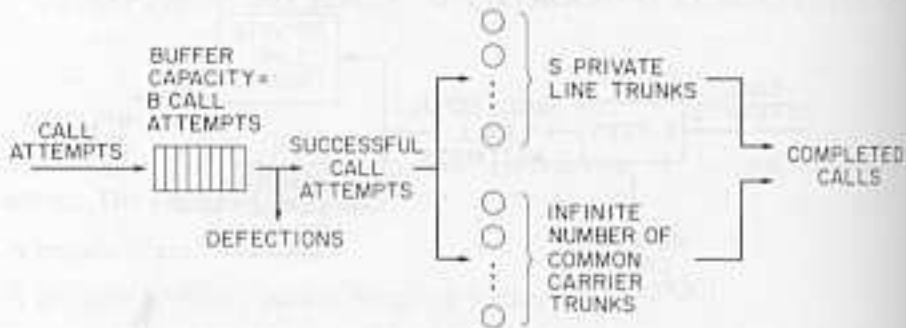 BUFFER
CAPACITY=
B CALL
ATTEMPTS
CALL
ATTEMPTS
SUCCESSFUL
CALL
ATTEMPTS
DEFECTIONS
S PRIVATE
LINE TRUNKS
INFINITE
NUMBER OF
COMMON
CARRIER
TRUNKS
COMPLETED
CALLS